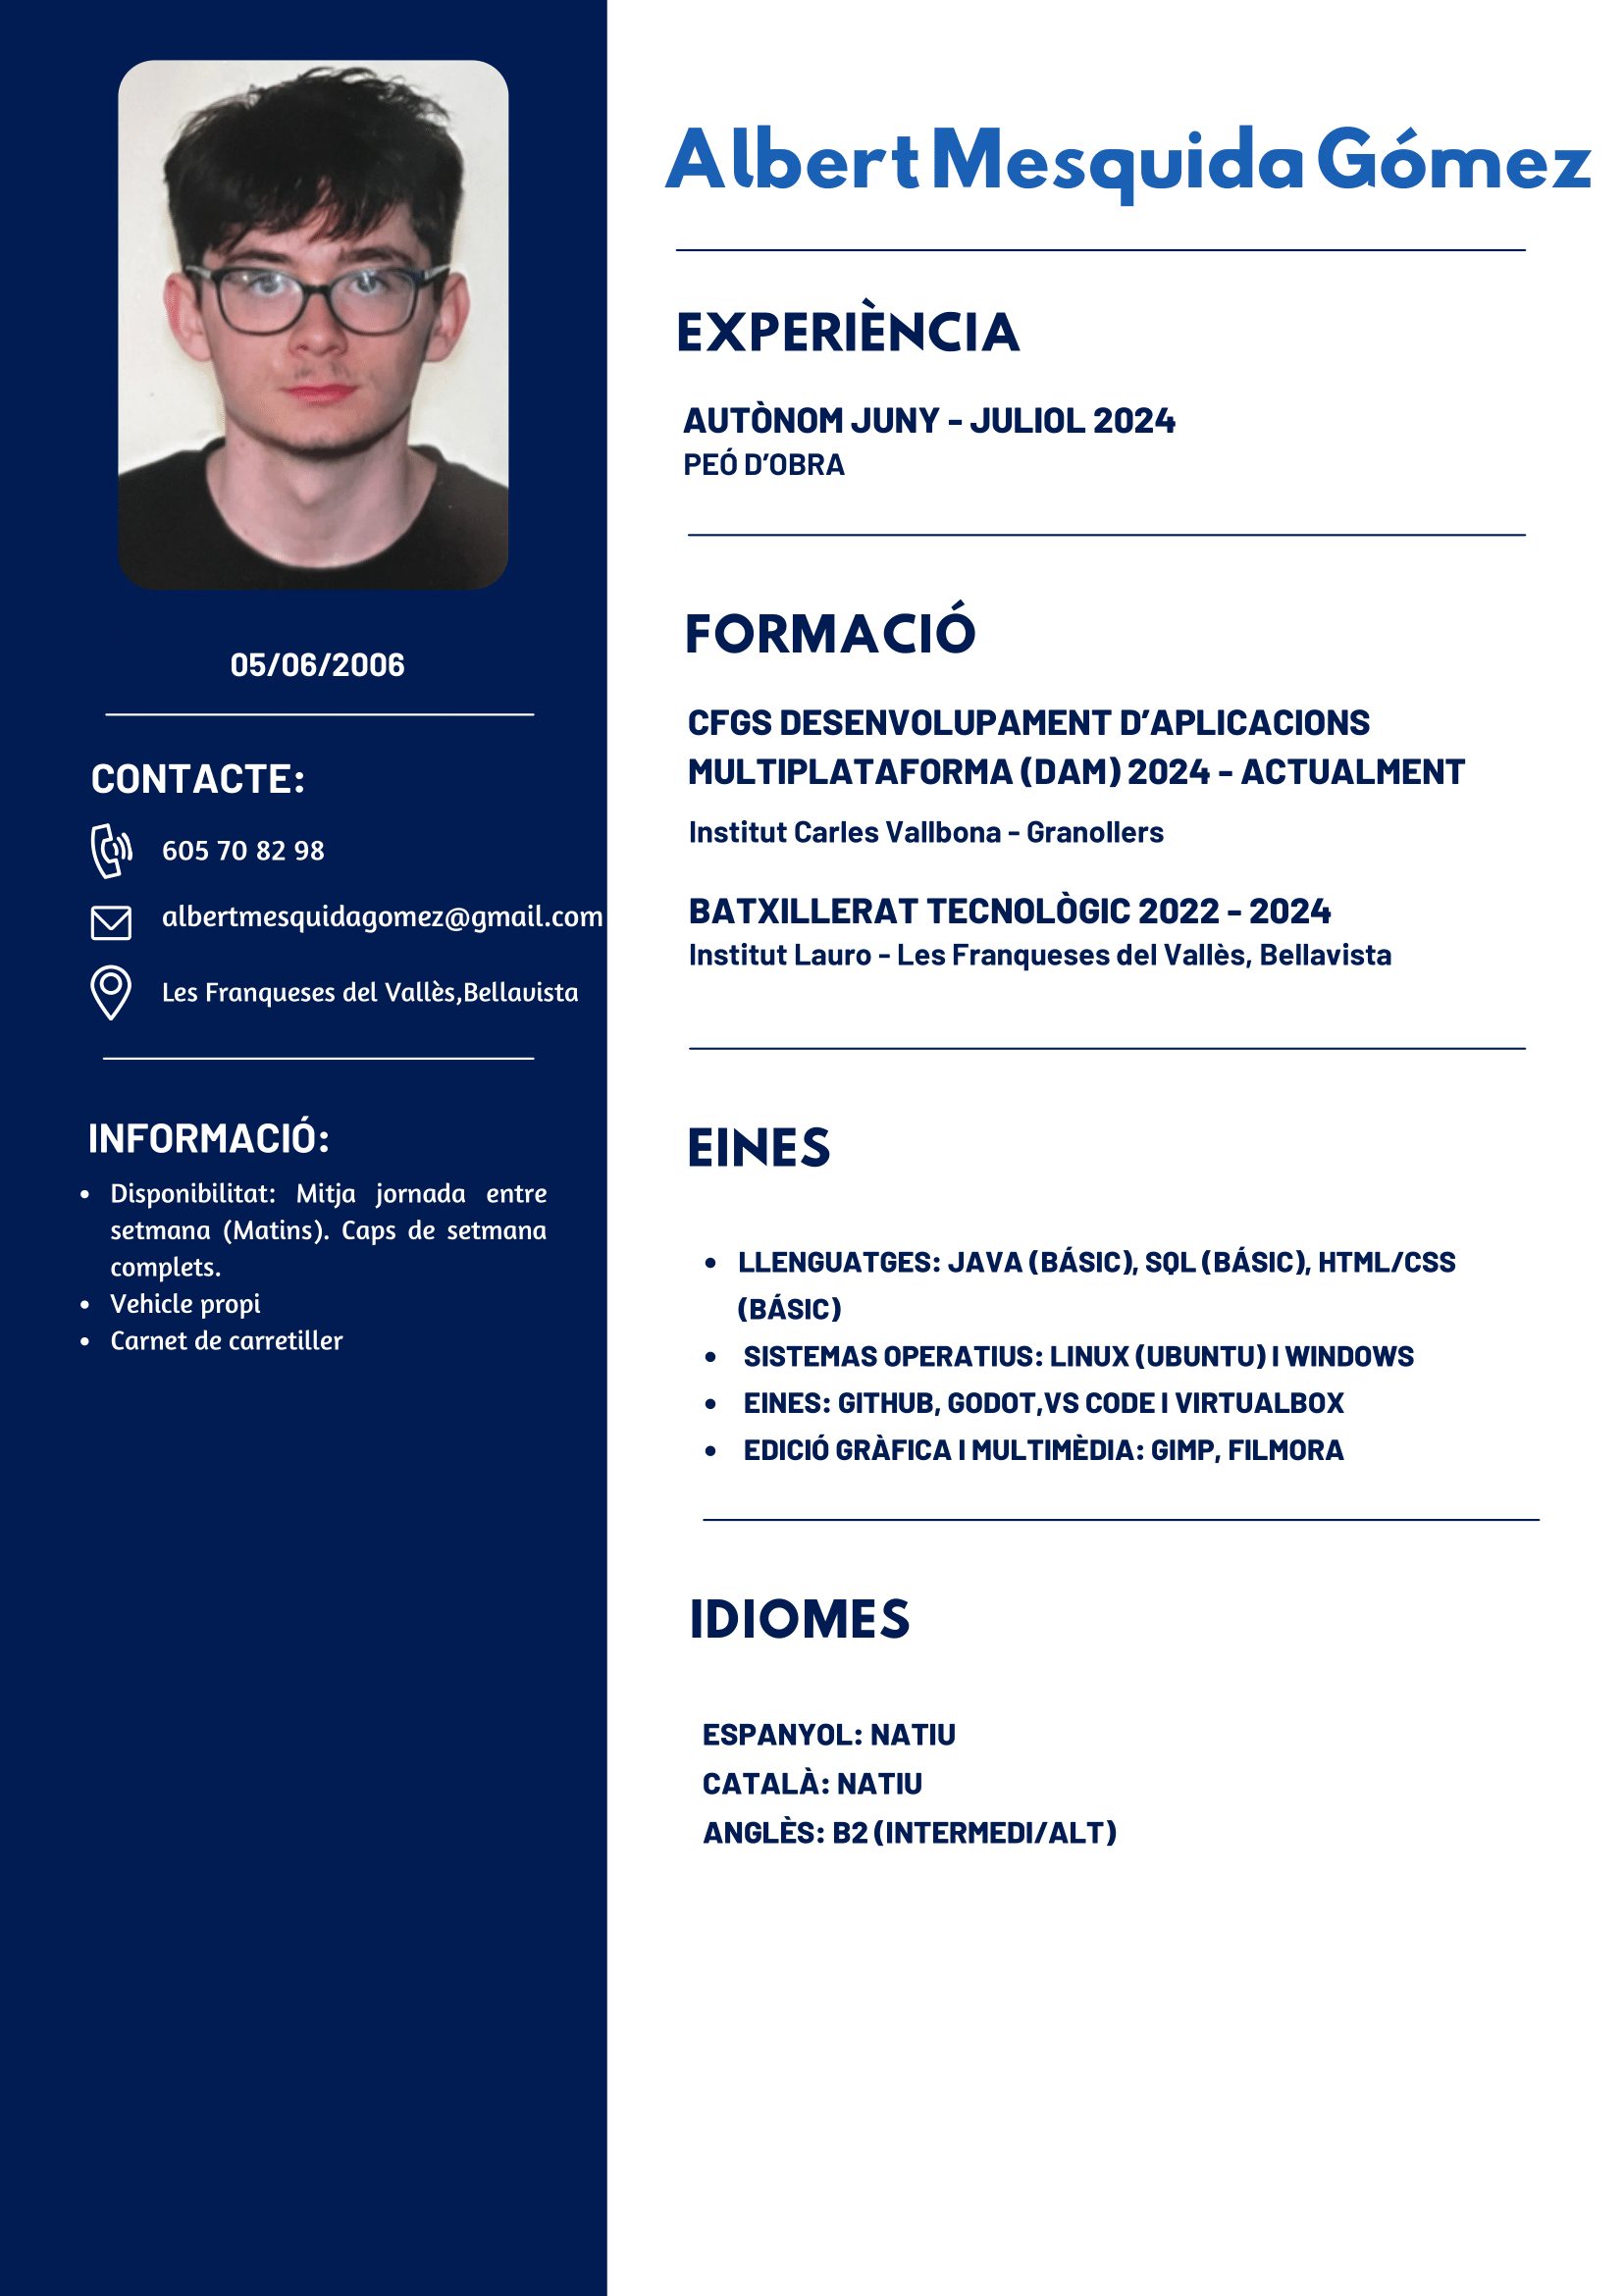 05/06/2006
CONTACTE:
605 70 82 98
albertmesquidagomez@gmail.com
Les Franqueses del Vallès,Bellavista
INFORMACIÓ:
• Disponibilitat: Mitja jornada entre
setmana (Matins). Caps de setmana
complets.
• Vehicle propi
• Carnet de carretiller
Albert Mesquida Gómez
EXPERIÈNCIA
AUTÒNOM JUNY - JULIOL 2024
PEÓ D’OBRA
FORMACIÓ
CFGS DESENVOLUPAMENT D’APLICACIONS
MULTIPLATAFORMA (DAM) 2024 - ACTUALMENT
Institut Carles Vallbona - Granollers
BATXILLERAT TECNOLÒGIC 2022 - 2024
Institut Lauro - Les Franqueses del Vallès, Bellavista
EINES
• LLENGUATGES: JAVA (BÁSIC), SQL (BÁSIC), HTML/CSS
(BÁSIC)
• SISTEMAS OPERATIUS: LINUX (UBUNTU) I WINDOWS
• EINES: GITHUB, GODOT,VS CODE I VIRTUALBOX
• EDICIÓ GRÀFICA I MULTIMÈDIA: GIMP, FILMORA
IDIOMES
ESPANYOL: NATIU
CATALÀ: NATIU
ANGLÈS: B2 (INTERMEDI/ALT)